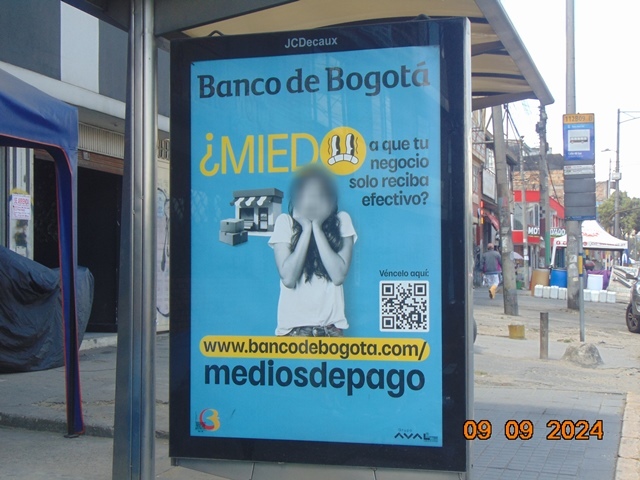 JCDecaux
Banco de Bogotá
¿MIEDO a que tu
negocio
solo reciba
efectivo?
Véncelo aquí:
www.bancodebogota.com/
mediosdepago
Grupo
AVAL
09 09 2024